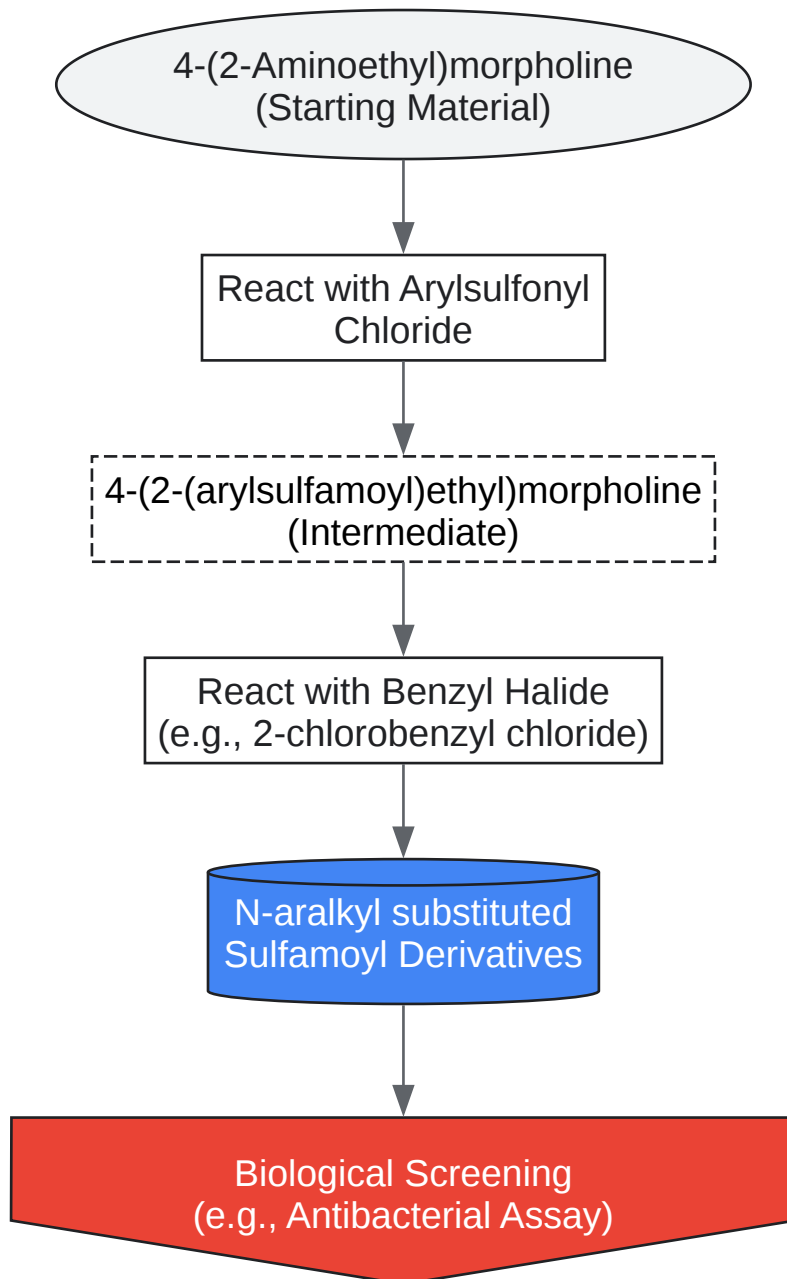 4-(2-Aminoethyl)morpholine
(Starting Material)
React with Arylsulfonyl
Chloride
4-(2-(arylsulfamoyl)ethyl)morpholine
(Intermediate)
React with Benzyl Halide
(e.g., 2-chlorobenzyl chloride)
N-aralkyl substituted
Sulfamoyl Derivatives
Biological Screening
(e.g., Antibacterial Assay)